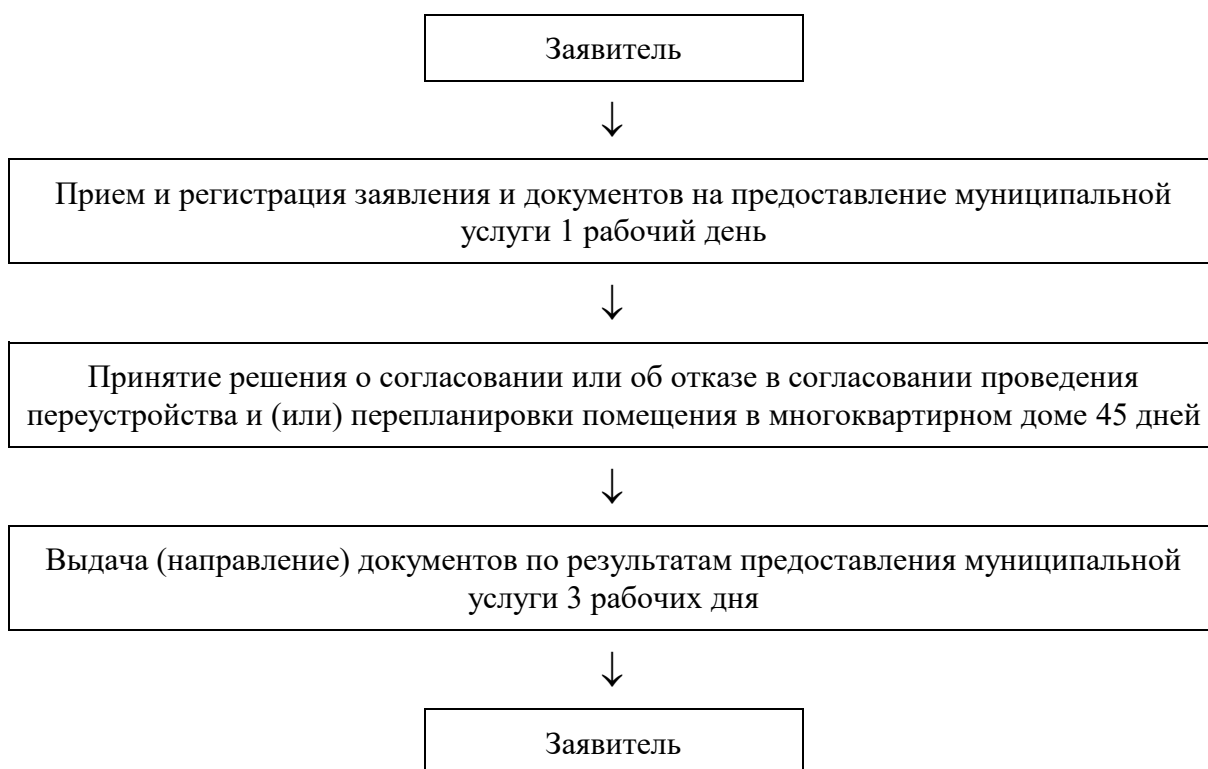 Заявитель
↓
Прием и регистрация заявления и документов на предоставление муниципальной
услуги 1 рабочий день
↓
Принятие решения о согласовании или об отказе в согласовании проведения
переустройства и (или) перепланировки помещения в многоквартирном доме 45 дней
↓
Выдача (направление) документов по результатам предоставления муниципальной
услуги 3 рабочих дня
↓
Заявитель